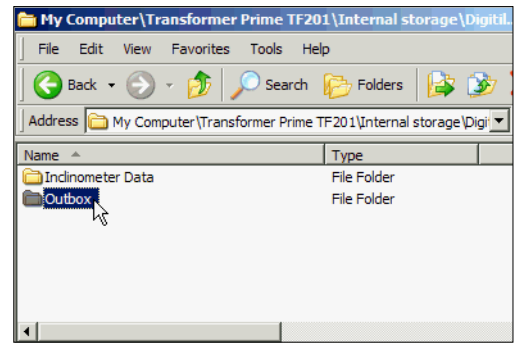 My Computer\Transformer Prime TF201\Internal storage\Digitil...
File Edit View Favorites Tools Help
Back Search Folders
Address My Computer\Transformer Prime TF201\Internal storage\Digi
Name Type
Inclinometer Data File Folder
Outbox File Folder